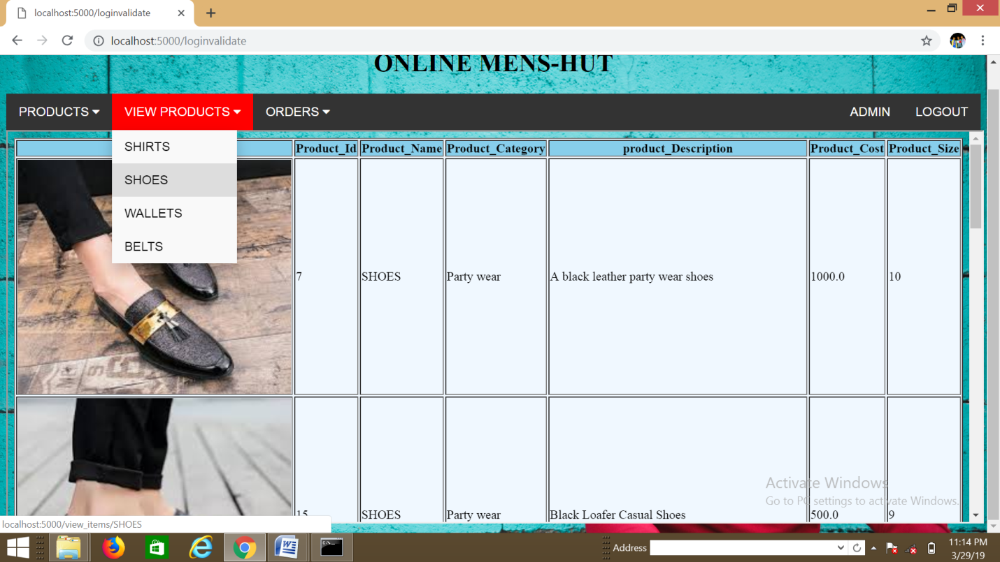 localhost:5000/loginvalidate
localhost:5000/loginvalidate
ONLINE MENS-HUT
PRODUCTS VIEW PRODUCTS ORDERS ADMIN LOGOUT
SHIRTS
SHOES
WALLETS
BELTS
Product_Id Product_Name Product_Category product_Description Product_Cost Product_Size
7 SHOES Party wear A black leather party wear shoes 1000.0 10
15 SHOES Party wear Black Loafer Casual Shoes 500.0 9
Activate Windows
Go to PC settings to activate Windows.
localhost:5000/view_items/SHOES
Address
11:14 PM
3/29/19